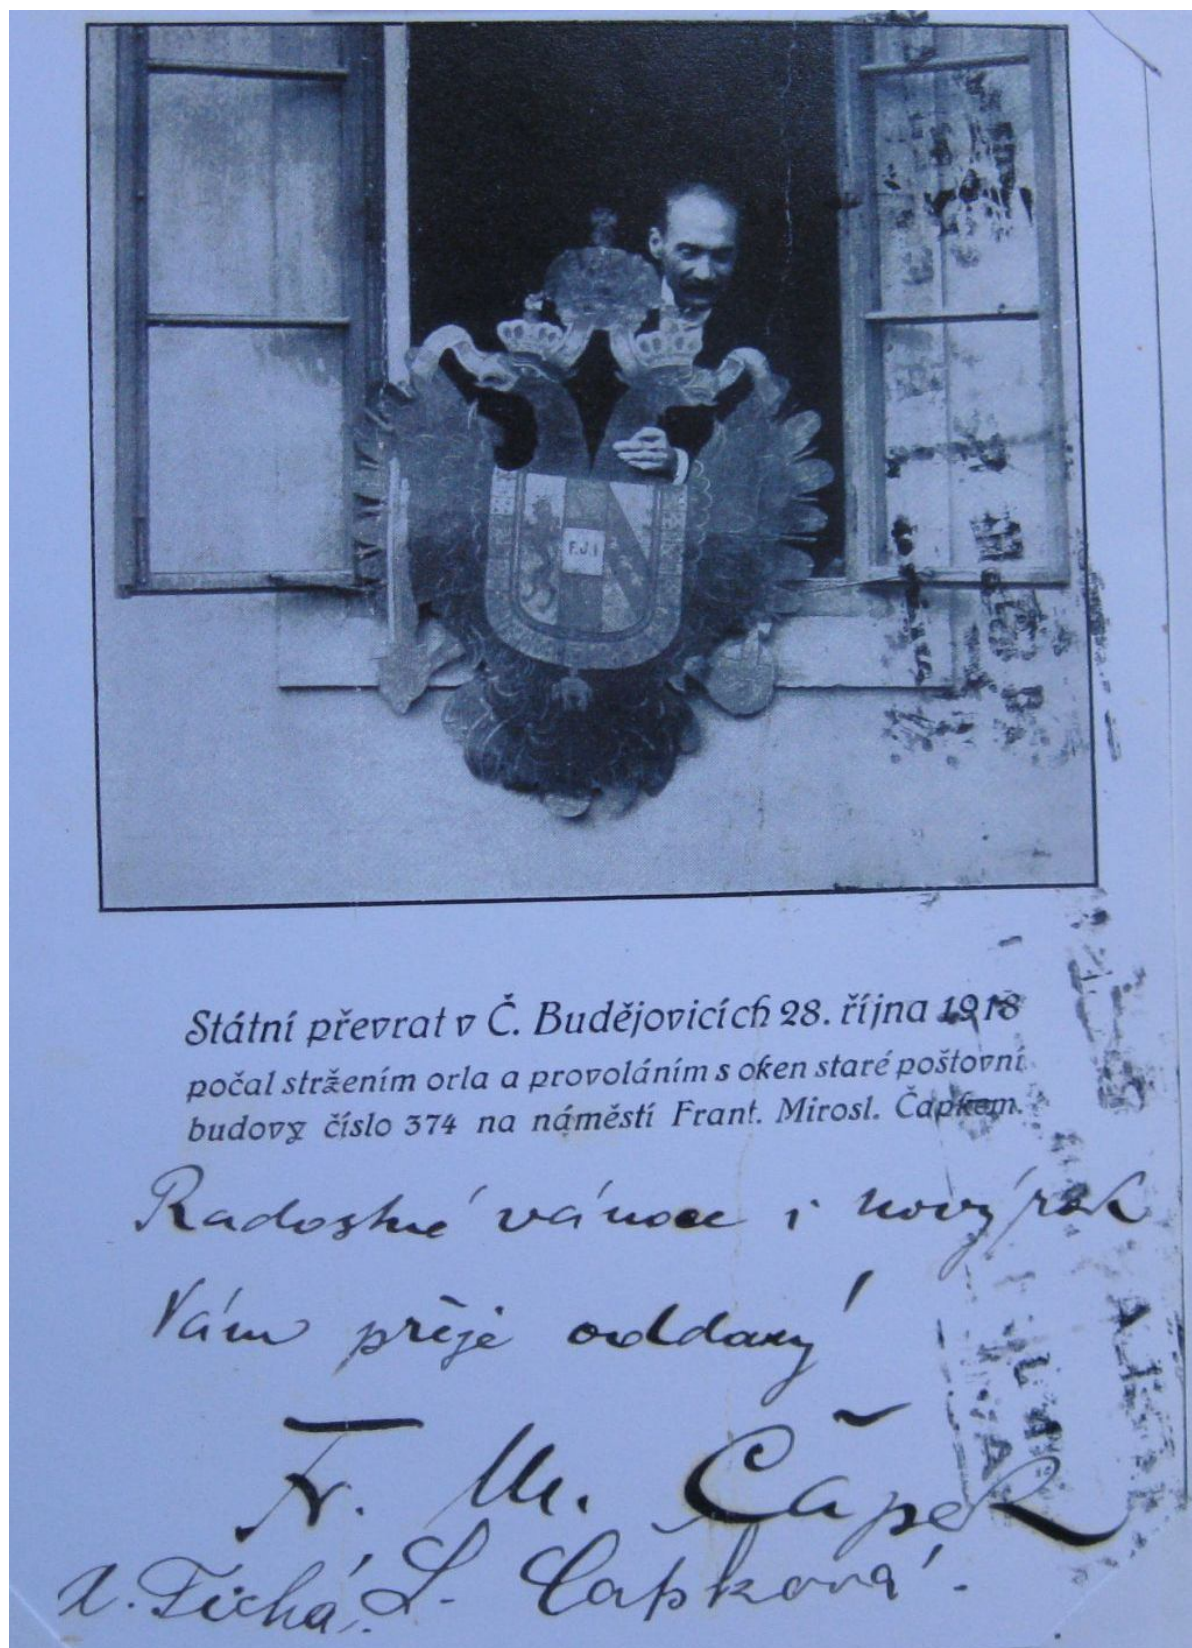 F.J.I
Státní převrat v Č. Budějovicích 28. října 1918
počal stržením orla a provoláním s oken staré poštovní
budovy číslo 374 na náměstí Frant. Mirosl. Čapkem.
Radostné vánoce i nový rok
Vám přeje oddaný
Fr. M. Čapek
Tichá. L. Čapková.